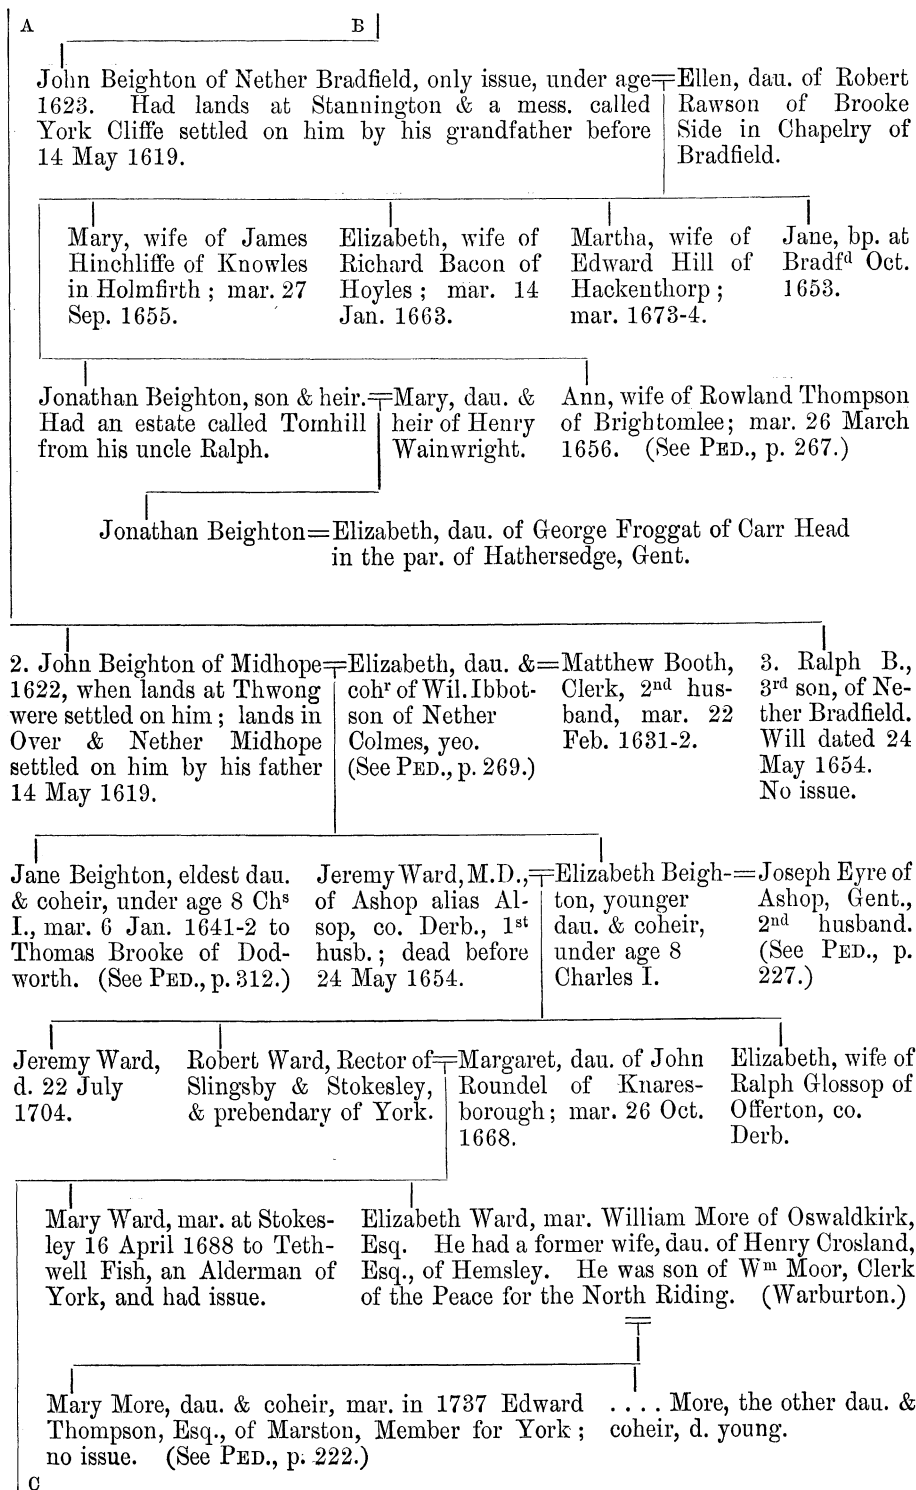 A B
John Beighton of Nether Bradfield, only issue, under age
1623. Had lands at Stannington & a mess. called
York Cliffe settled on him by his grandfather before
14 May 1619.
=Ellen, dau. of Robert
Rawson of Brooke
Side in Chapelry of
Bradfield.
Mary, wife of James
Hinchliffe of Knowles
in Holmfirth ; mar. 27
Sep. 1655.
Elizabeth, wife of
Richard Bacon of
Hoyles ; mar. 14
Jan. 1663.
Martha, wife of
Edward Hill of
Hackenthorp ;
mar. 1673-4.
Jane, bp. at
Bradfᵈ Oct.
1653.
Jonathan Beighton, son & heir.
Had an estate called Tornhill
from his uncle Ralph.
=Mary, dau. &
heir of Henry
Wainwright.
Ann, wife of Rowland Thompson
of Brightomlee; mar. 26 March
1656. (See PED., p. 267.)
Jonathan Beighton=Elizabeth, dau. of George Froggat of Carr Head
in the par. of Hathersedge, Gent.
2. John Beighton of Midhope
1622, when lands at Thwong
were settled on him ; lands in
Over & Nether Midhope
settled on him by his father
14 May 1619.
=Elizabeth, dau. &
cohʳ of Wil. Ibbot-
son of Nether
Colmes, yeo.
(See PED., p. 269.)
=Matthew Booth,
Clerk, 2ⁿᵈ hus-
band, mar. 22
Feb. 1631-2.
3. Ralph B.,
3ʳᵈ son, of Ne-
ther Bradfield.
Will dated 24
May 1654.
No issue.
Jane Beighton, eldest dau.
& coheir, under age 8 Chˢ
I., mar. 6 Jan. 1641-2 to
Thomas Brooke of Dod-
worth. (See PED., p. 312.)
Jeremy Ward, M.D.,
of Ashop alias Al-
sop, co. Derb., 1ˢᵗ
husb. ; dead before
24 May 1654.
=Elizabeth Beigh-
ton, younger
dau. & coheir,
under age 8
Charles I.
=Joseph Eyre of
Ashop, Gent.,
2ⁿᵈ husband.
(See PED., p.
227.)
Jeremy Ward,
d. 22 July
1704.
Robert Ward, Rector of
Slingsby & Stokesley,
& prebendary of York.
=Margaret, dau. of John
Roundel of Knares-
borough ; mar. 26 Oct.
1668.
Elizabeth, wife of
Ralph Glossop of
Offerton, co.
Derb.
Mary Ward, mar. at Stokes-
ley 16 April 1688 to Teth-
well Fish, an Alderman of
York, and had issue.
Elizabeth Ward, mar. William More of Oswaldkirk,
Esq. He had a former wife, dau. of Henry Crosland,
Esq., of Hemsley. He was son of Wᵐ Moor, Clerk
of the Peace for the North Riding. (Warburton.)
=
Mary More, dau. & coheir, mar. in 1737 Edward
Thompson, Esq., of Marston, Member for York ;
no issue. (See PED., p. 222.)
. . . . More, the other dau. &
coheir, d. young.
C